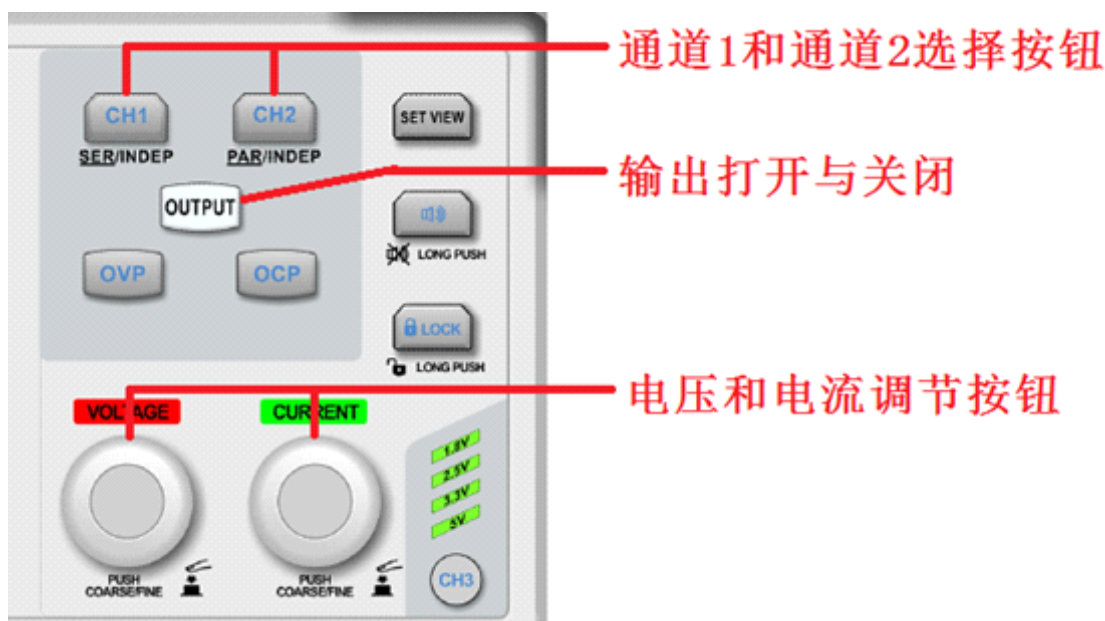 通道1和通道2选择按钮
CH1
CH2
SET VIEW
SER/INDEP
PAR/INDEP
输出打开与关闭
OUTPUT
LONG PUSH
OVP
OCP
LOCK
LONG PUSH
电压和电流调节按钮
VOLTAGE
CURRENT
1.8V
2.5V
3.3V
5V
PUSH
COARSE/FINE
PUSH
COARSE/FINE
CH3